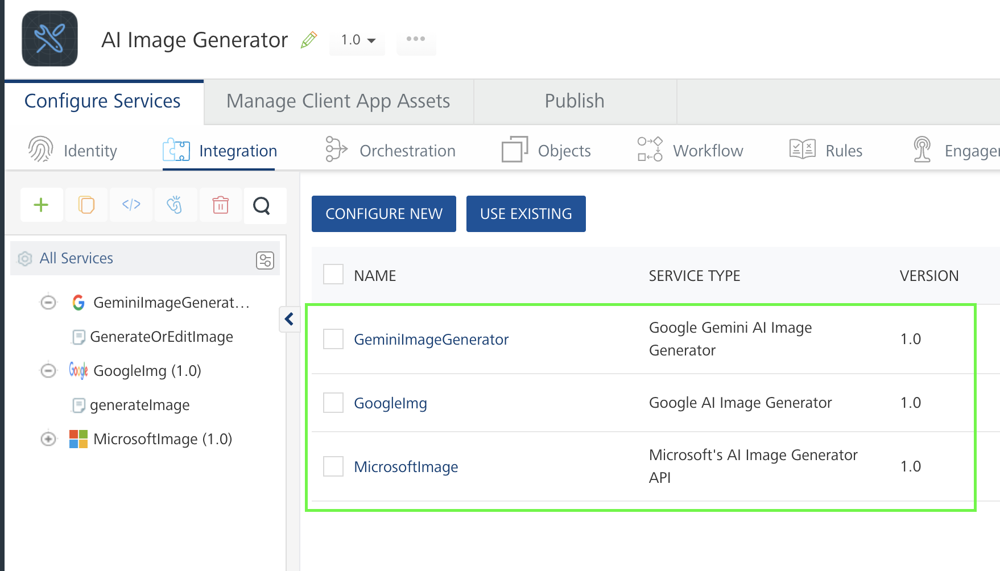 AI Image Generator
1.0
Configure Services
Manage Client App Assets
Publish
Identity
Integration
Orchestration
Objects
Workflow
Rules
Engager
CONFIGURE NEW
USE EXISTING
All Services
GeminiImageGenerat...
GenerateOrEditImage
Google
GoogleImg (1.0)
generateImage
MicrosoftImage (1.0)
NAME
SERVICE TYPE
VERSION
GeminiImageGenerator
Google Gemini AI Image
Generator
1.0
GoogleImg
Google AI Image Generator
1.0
MicrosoftImage
Microsoft's AI Image Generator
API
1.0